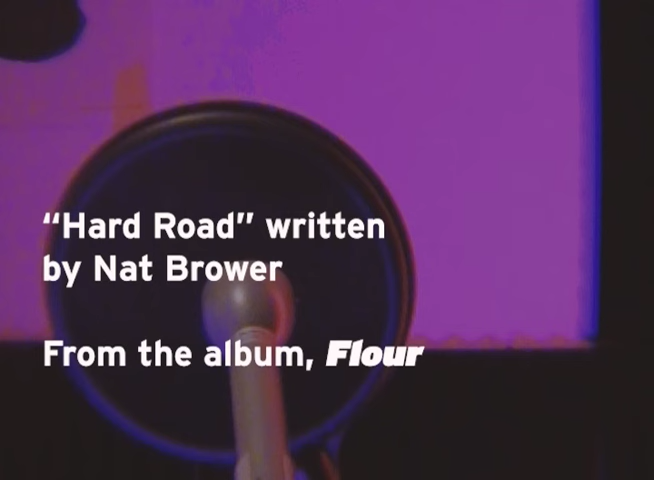 “Hard Road” written
by Nat Brower
From the album, Flour